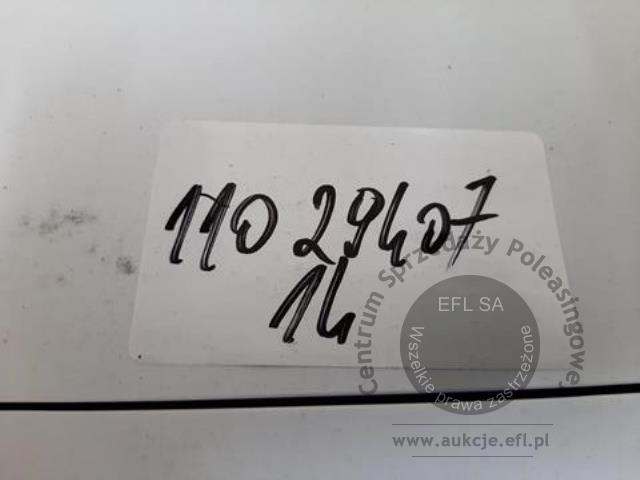 110 29407
14
Centrum Sprzedaży Poleasingowej
EFL SA
Wszelkie prawa zastrzeżone
www.aukcje.efl.pl